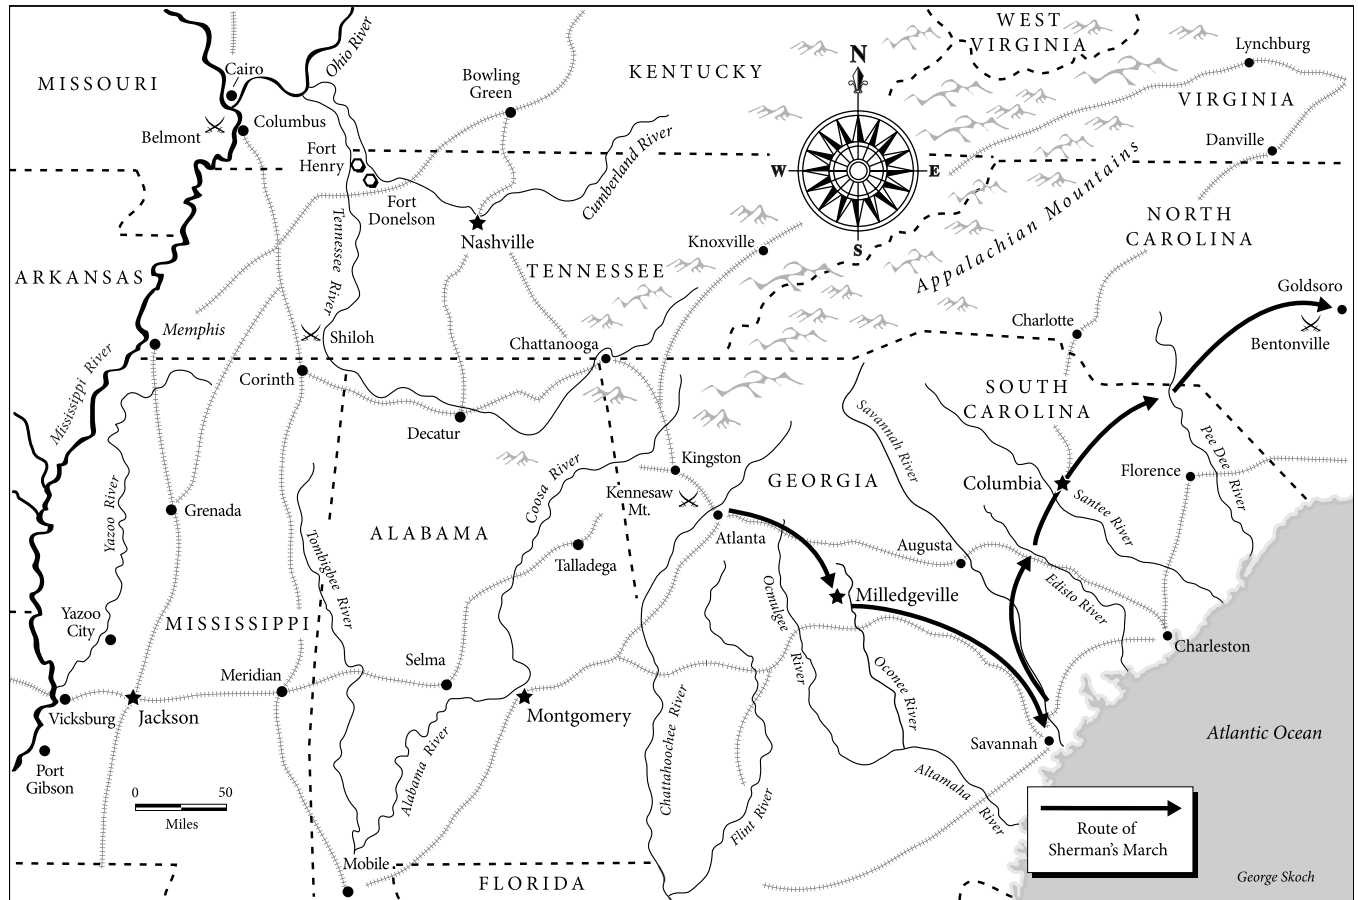 WEST
VIRGINIA
Lynchburg
Ohio River
Cairo
MISSOURI
Bowling
Green
KENTUCKY
N
VIRGINIA
Belmont
Columbus
Fort
Henry
Danville
W
E
S
Cumberland River
Appalachian Mountains
Fort
Donelson
NORTH
CAROLINA
Tennessee River
Nashville
Knoxville
ARKANSAS
TENNESSEE
Goldsoro
Memphis
Shiloh
Chattanooga
Charlotte
Bentonville
Mississippi River
Corinth
SOUTH
CAROLINA
Decatur
Savannah River
Pee Dee River
Kingston
Coosa River
GEORGIA
Florence
Kennesaw
Mt.
Columbia
Santee River
Yazoo River
Grenada
ALABAMA
Atlanta
Augusta
Talladega
Tombigbee River
Ocmulgee River
Milledgeville
Edisto River
Yazoo
City
MISSISSIPPI
Charleston
Selma
Meridian
Oconee River
Vicksburg
Jackson
Montgomery
Chattahoochee River
Atlantic Ocean
Savannah
Port
Gibson
Alabama River
Altamaha River
0 50
Miles
Flint River
Route of
Sherman's March
Mobile
FLORIDA
George Skoch